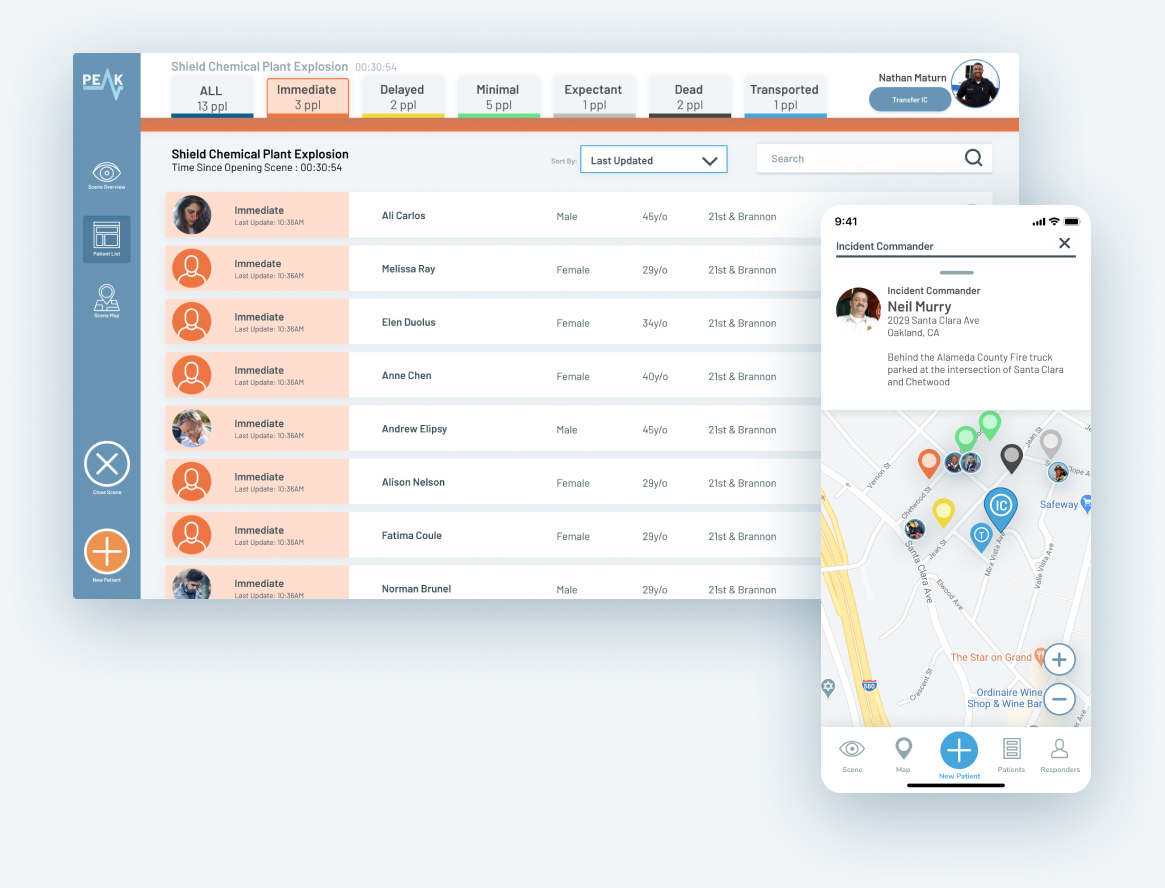 PEAK
Scene Overview
Patient List
Scene Map
Close Scene
New Patient
Shield Chemical Plant Explosion 00:30:54
ALL
13 ppl
Immediate
3 ppl
Delayed
2 ppl
Minimal
5 ppl
Expectant
1 ppl
Dead
2 ppl
Transported
1 ppl
Nathan Maturn
Transfer IC
Shield Chemical Plant Explosion
Time Since Opening Scene : 00:30:54
Sort By:
Last Updated
Search
Immediate
Last Update: 10:36AM
Ali Carlos
Male
45y/o
21st & Brannon
Immedate
Last Update: 10:36AM
Melissa Ray
Female
29y/o
21st & Brannon
Immediate
Last Update: 10:36AM
Elen Duolus
Female
34y/o
21st & Brannon
Immediate
Last Update: 10:36AM
Anne Chen
Female
40y/o
21st & Brannon
Immediate
Last Update: 10:36AM
Andrew Elipsy
Male
45y/o
21st & Brannon
Immediate
Last Update: 10:36AM
Alison Nelson
Female
29y/o
21st & Brannon
Immediate
Last Update: 10:36AM
Fatima Coule
Female
29y/o
21st & Brannon
Immediate
Last Update: 10:36AM
Norman Brunel
Male
29y/o
21st & Brannon
9:41
Incident Commander
Incident Commander
Neil Murry
2029 Santa Clara Ave
Oakland, CA
Behind the Alameda County Fire truck
parked at the intersection of Santa Clara
and Chetwood
Vernon St
Chetwood St
Jean St
Jean St
Santa Clara Ave
Mira Vista Ave
Valle Vista Ave
Elwood Ave
Crescent St
IC
T
Safeway
The Star on Grand
580
Ordinaire Wine
Shop & Wine Bar
Scene
Map
New Patient
Patients
Responders